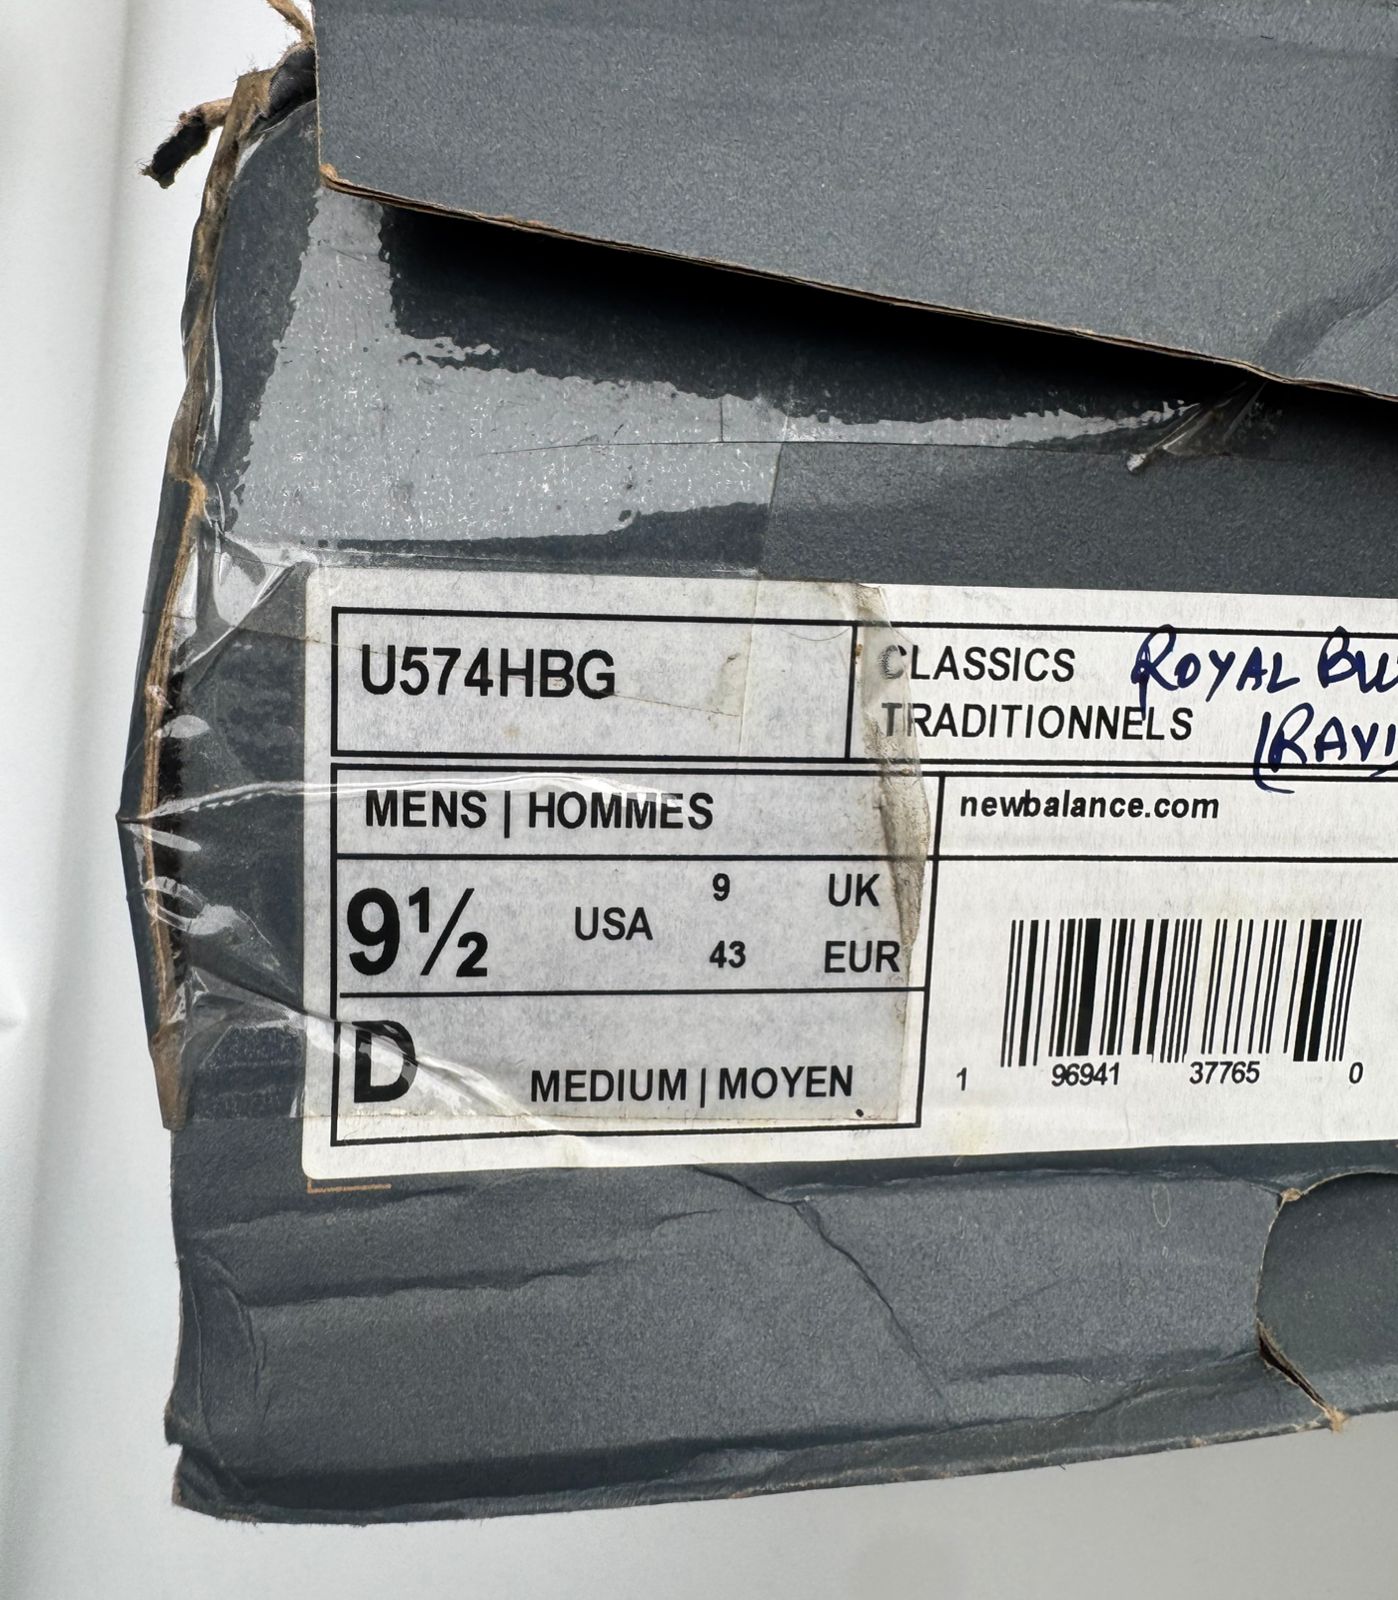 U574HBG
CLASSICS
TRADITIONNELS
ROYAL
MENS | HOMMES
newbalance.com
9½ USA 9 UK
43 EUR
D MEDIUM | MOYEN
1 96941 37765 0